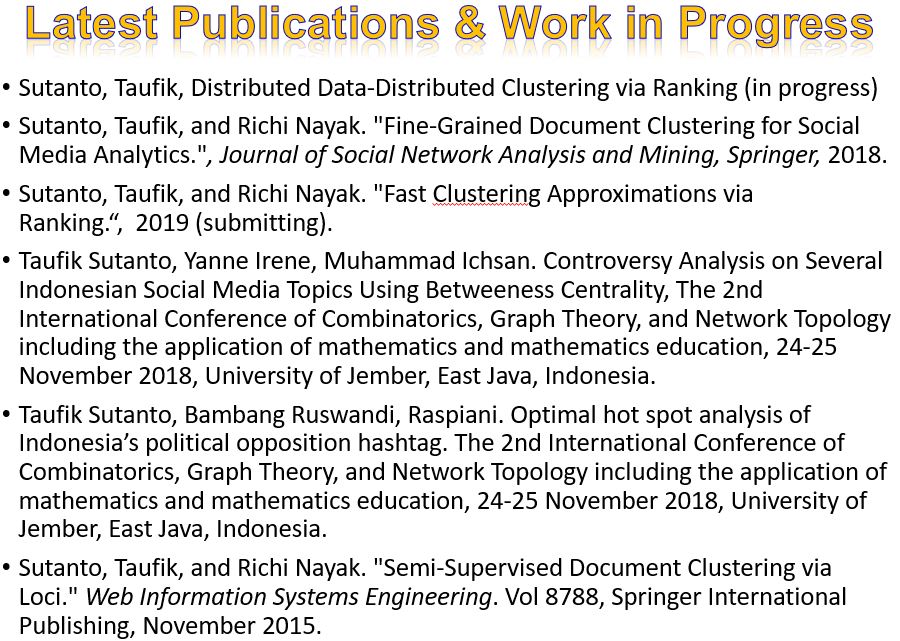 Latest Publications & Work in Progress
• Sutanto, Taufik, Distributed Data-Distributed Clustering via Ranking (in progress)
• Sutanto, Taufik, and Richi Nayak. "Fine-Grained Document Clustering for Social
Media Analytics.", Journal of Social Network Analysis and Mining, Springer, 2018.
• Sutanto, Taufik, and Richi Nayak. "Fast Clustering Approximations via
Ranking.“, 2019 (submitting).
• Taufik Sutanto, Yanne Irene, Muhammad Ichsan. Controversy Analysis on Several
Indonesian Social Media Topics Using Betweeness Centrality, The 2nd
International Conference of Combinatorics, Graph Theory, and Network Topology
including the application of mathematics and mathematics education, 24-25
November 2018, University of Jember, East Java, Indonesia.
• Taufik Sutanto, Bambang Ruswandi, Raspiani. Optimal hot spot analysis of
Indonesia’s political opposition hashtag. The 2nd International Conference of
Combinatorics, Graph Theory, and Network Topology including the application of
mathematics and mathematics education, 24-25 November 2018, University of
Jember, East Java, Indonesia.
• Sutanto, Taufik, and Richi Nayak. "Semi-Supervised Document Clustering via
Loci." Web Information Systems Engineering. Vol 8788, Springer International
Publishing, November 2015.